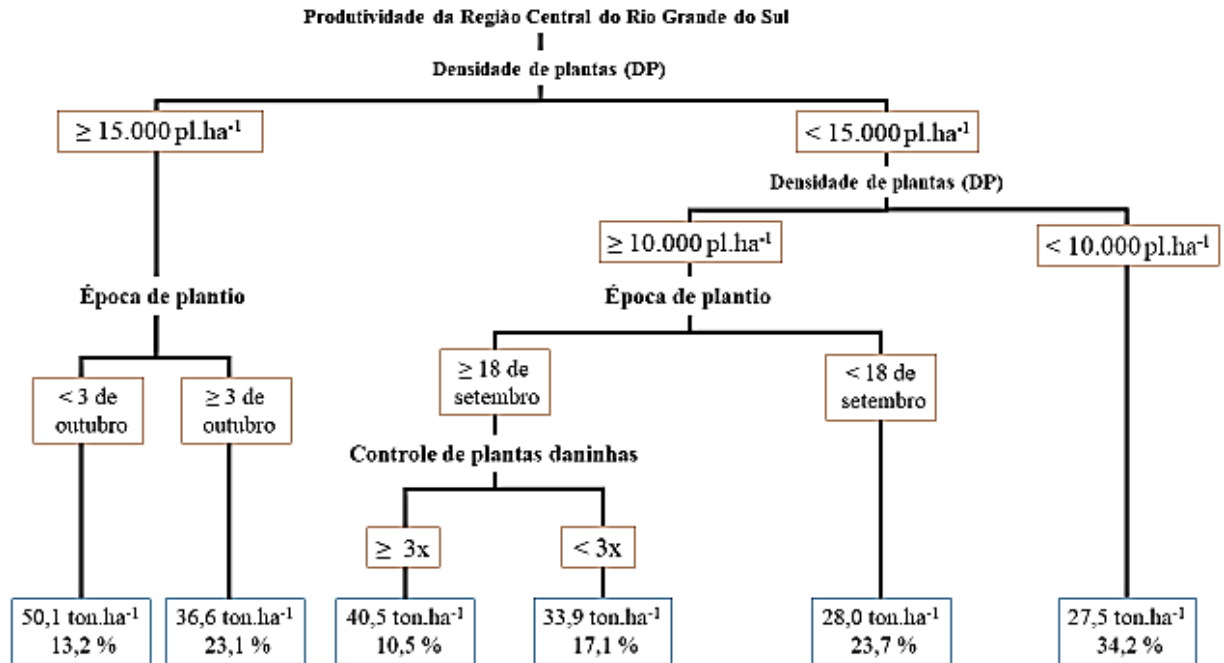 Produtividade da Região Central do Rio Grande do Sul
Densidade de plantas (DP)
≥ 15.000 pl.ha⁻¹
< 15.000 pl.ha⁻¹
Densidade de plantas (DP)
≥ 10.000 pl.ha⁻¹
< 10.000 pl.ha⁻¹
Época de plantio
Época de plantio
< 3 de
outubro
≥ 3 de
outubro
≥ 18 de
setembro
< 18 de
setembro
Controle de plantas daninhas
≥ 3x
< 3x
50,1 ton.ha⁻¹
13,2 %
36,6 ton.ha⁻¹
23,1 %
40,5 ton.ha⁻¹
10,5 %
33,9 ton.ha⁻¹
17,1 %
28,0 ton.ha⁻¹
23,7 %
27,5 ton.ha⁻¹
34,2 %